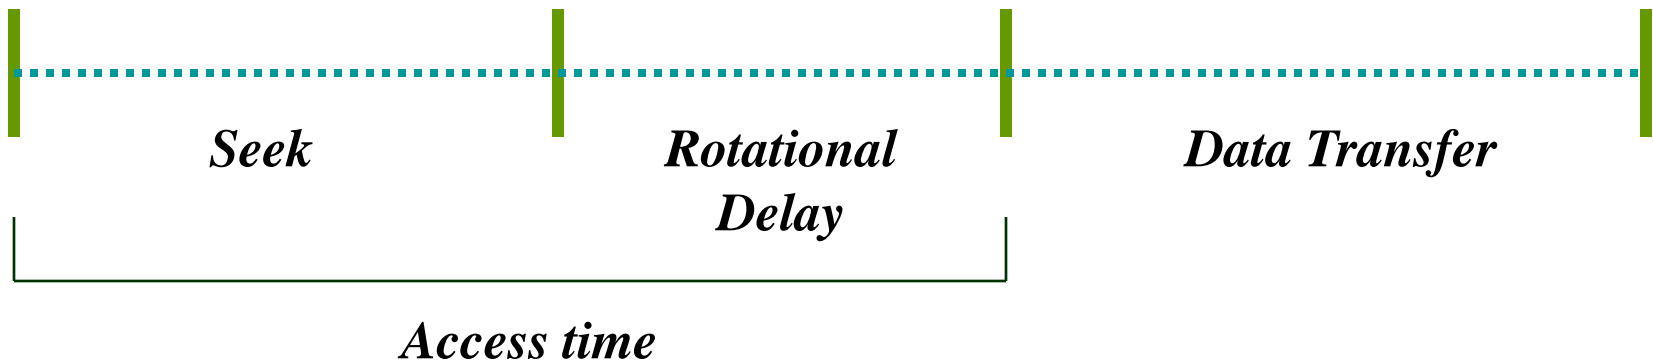 Seek
Rotational
Delay
Data Transfer
Access time